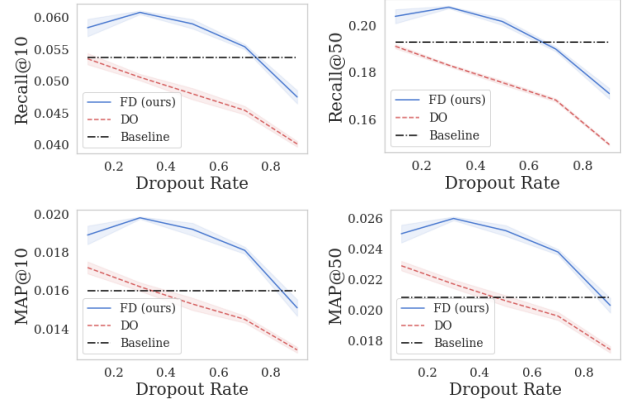 Recall@10
0.060
0.055
0.050
0.045
0.040
FD (ours)
DO
Baseline
0.2 0.4 0.6 0.8
Dropout Rate
Recall@50
0.20
0.18
0.16
FD (ours)
DO
Baseline
0.2 0.4 0.6 0.8
Dropout Rate
MAP@10
0.020
0.018
0.016
0.014
FD (ours)
DO
Baseline
0.2 0.4 0.6 0.8
Dropout Rate
MAP@50
0.026
0.024
0.022
0.020
0.018
FD (ours)
DO
Baseline
0.2 0.4 0.6 0.8
Dropout Rate